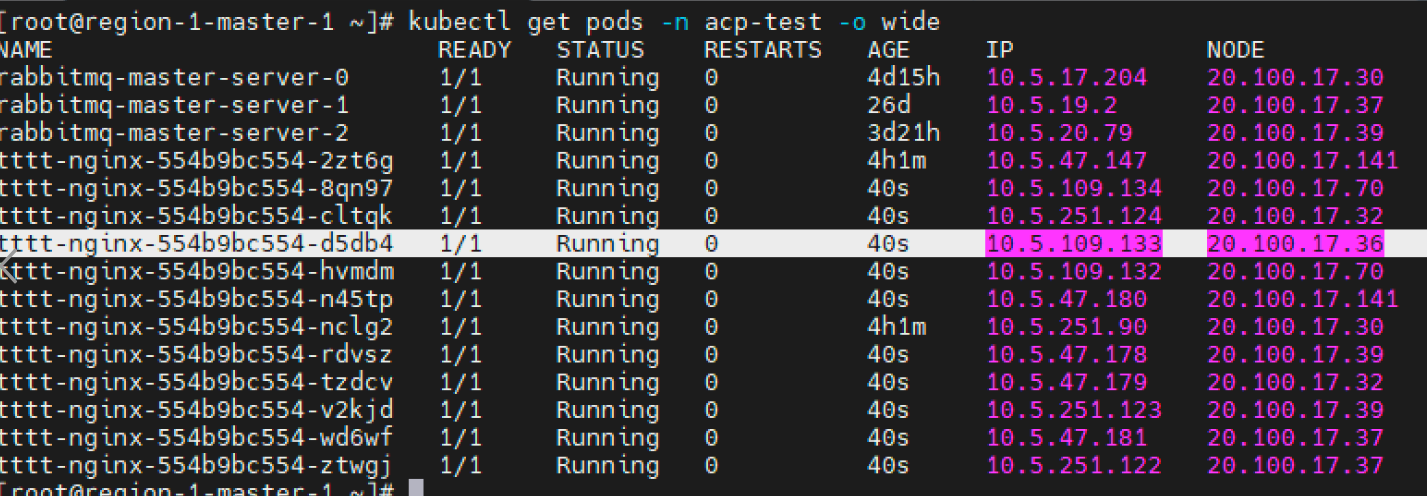 [root@region-1-master-1 ~]# kubectl get pods -n acp-test -o wide
NAME READY STATUS RESTARTS AGE IP NODE
rabbitmq-master-server-0 1/1 Running 0 4d15h 10.5.17.204 20.100.17.30
rabbitmq-master-server-1 1/1 Running 0 26d 10.5.19.2 20.100.17.37
rabbitmq-master-server-2 1/1 Running 0 3d21h 10.5.20.79 20.100.17.39
tttt-nginx-554b9bc554-2zt6g 1/1 Running 0 4h1m 10.5.47.147 20.100.17.141
tttt-nginx-554b9bc554-8qn97 1/1 Running 0 40s 10.5.109.134 20.100.17.70
tttt-nginx-554b9bc554-cltqk 1/1 Running 0 40s 10.5.251.124 20.100.17.32
tttt-nginx-554b9bc554-d5db4 1/1 Running 0 40s 10.5.109.133 20.100.17.36
tttt-nginx-554b9bc554-hvmdm 1/1 Running 0 40s 10.5.109.132 20.100.17.70
tttt-nginx-554b9bc554-n45tp 1/1 Running 0 40s 10.5.47.180 20.100.17.141
tttt-nginx-554b9bc554-nclg2 1/1 Running 0 4h1m 10.5.251.90 20.100.17.30
tttt-nginx-554b9bc554-rdvsz 1/1 Running 0 40s 10.5.47.178 20.100.17.39
tttt-nginx-554b9bc554-tzdcv 1/1 Running 0 40s 10.5.47.179 20.100.17.32
tttt-nginx-554b9bc554-v2kjd 1/1 Running 0 40s 10.5.251.123 20.100.17.39
tttt-nginx-554b9bc554-wd6wf 1/1 Running 0 40s 10.5.47.181 20.100.17.37
tttt-nginx-554b9bc554-ztwgj 1/1 Running 0 40s 10.5.251.122 20.100.17.37
[root@region-1-master-1 ~]#